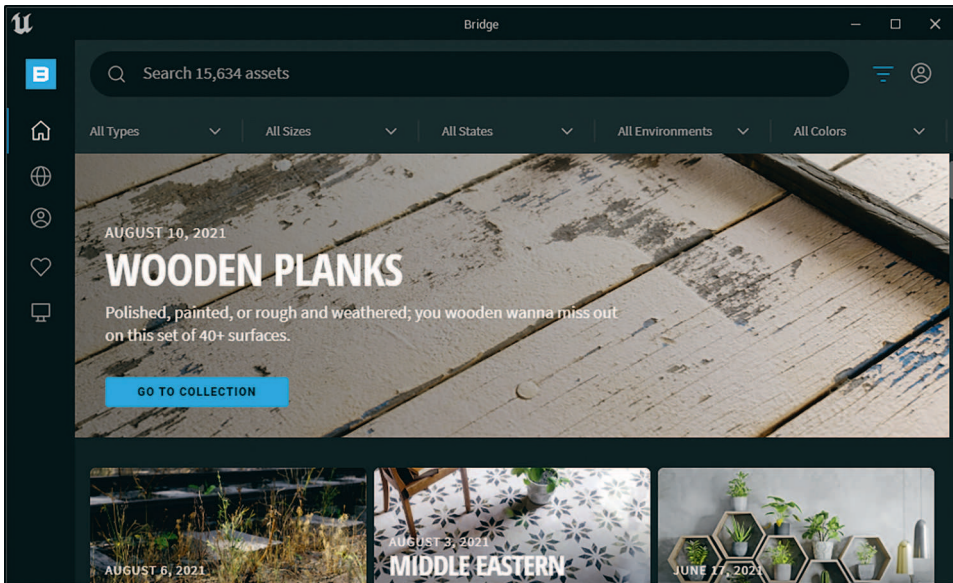 Bridge
B
Search 15,634 assets
All Types
All Sizes
All States
All Environments
All Colors
AUGUST 10, 2021
WOODEN PLANKS
Polished, painted, or rough and weathered; you wooden wanna miss out
on this set of 40+ surfaces.
GO TO COLLECTION
AUGUST 6, 2021
AUGUST 3, 2021
MIDDLE EASTERN
JUNE 17, 2021